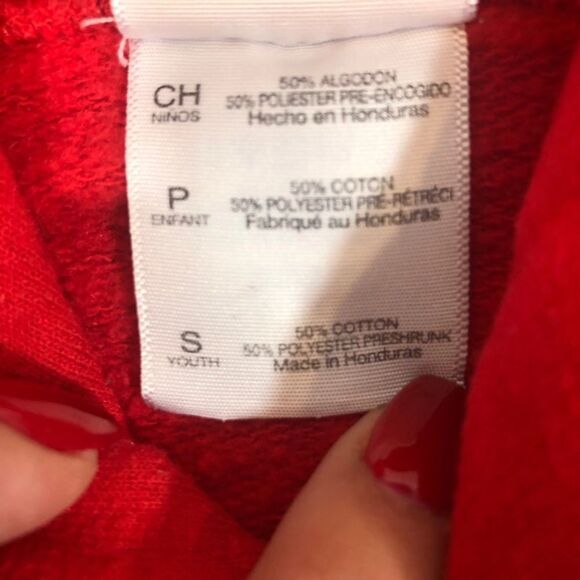 CH
NIÑOS
50% ALGODON
50% POLIESTER PRE-ENCOGIDO
Hecho en Honduras
P
ENFANT
50% COTON
50% POLYESTER PRÉ-RÉTRÉCI
Fabriqué au Honduras
S
YOUTH
50% COTTON
50% POLYESTER PRESHRUNK
Made in Honduras